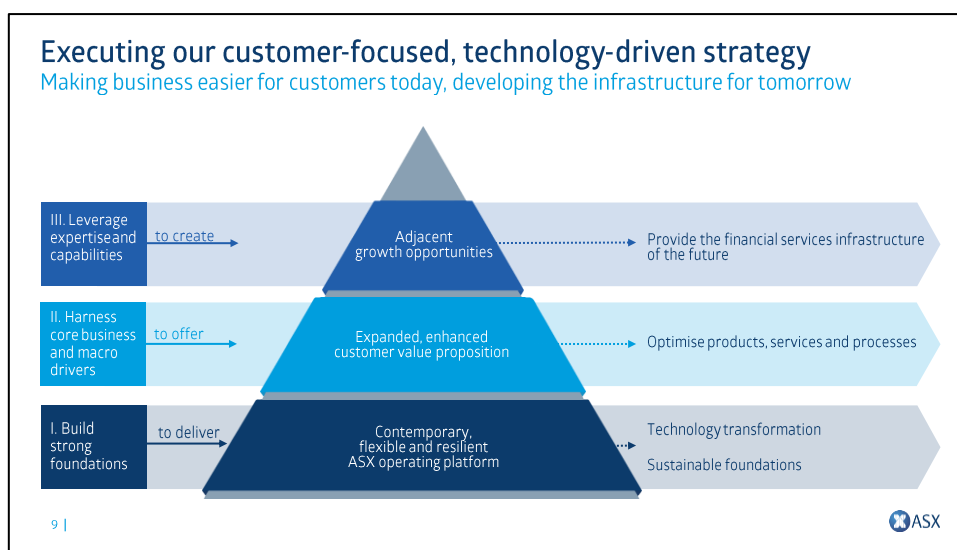 Executing our customer-focused, technology-driven strategy
Making business easier for customers today, developing the infrastructure for tomorrow
III. Leverage
expertise and
capabilities
to create
Adjacent
growth opportunities
Provide the financial services infrastructure
of the future
II. Harness
core business
and macro
drivers
to offer
Expanded, enhanced
customer value proposition
Optimise products, services and processes
I. Build
strong
foundations
to deliver
Contemporary,
flexible and resilient
ASX operating platform
Technology transformation
Sustainable foundations
9 |
ASX